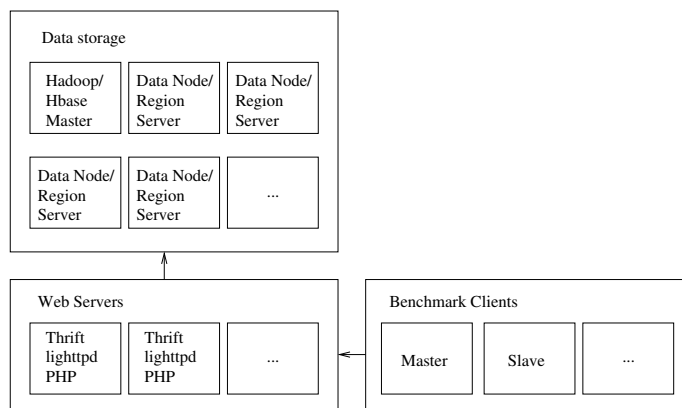 Data storage
Hadoop/
Hbase
Master
Data Node/
Region
Server
Data Node/
Region
Server
Data Node/
Region
Server
Data Node/
Region
Server
...
Web Servers
Thrift
lighttpd
PHP
Thrift
lighttpd
PHP
...
Benchmark Clients
Master
Slave
...